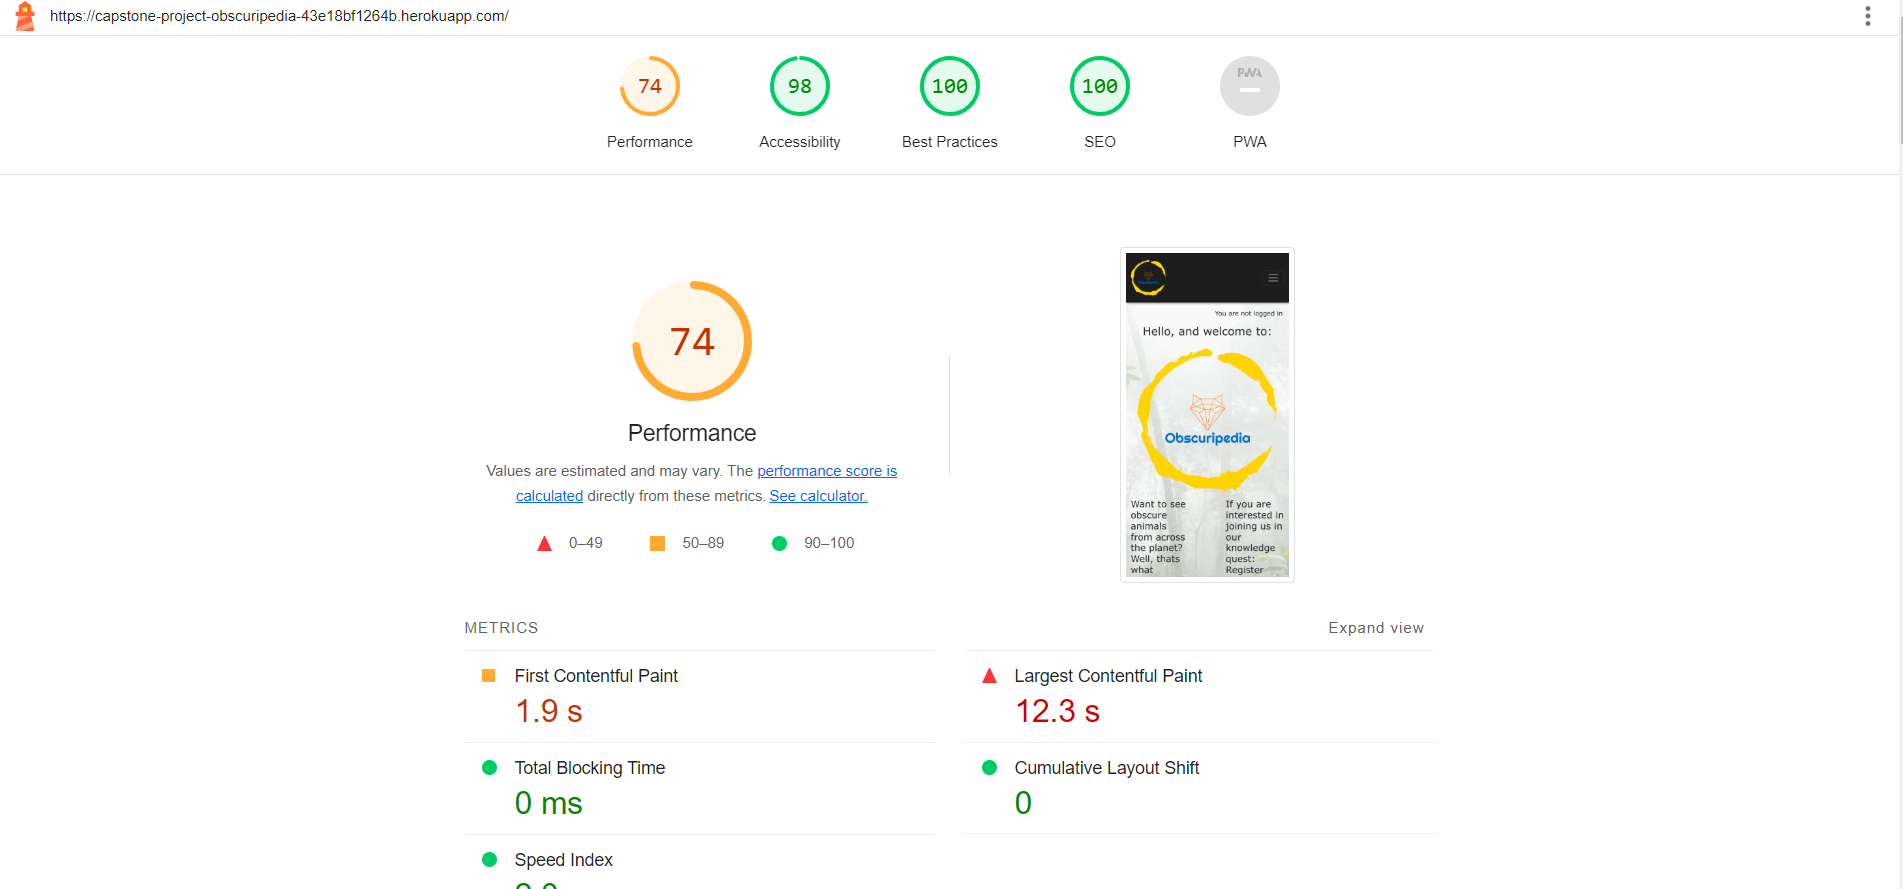 https://capstone-project-obscuripedia-43e18bf1264b.herokuapp.com/
74
98
100
100
PWA
Performance
Accessibility
Best Practices
SEO
PWA
74
Performance
Values are estimated and may vary. The performance score is
calculated directly from these metrics. See calculator.
0–49
50–89
90–100
You are not logged in
Hello, and welcome to:
Obscuripedia
Want to see
obscure
animals
from across
the planet?
Well, thats
what
If you are
interested in
joining us in
our
knowledge
quest:
Register
METRICS
Expand view
First Contentful Paint
1.9 s
Largest Contentful Paint
12.3 s
Total Blocking Time
0 ms
Cumulative Layout Shift
0
Speed Index